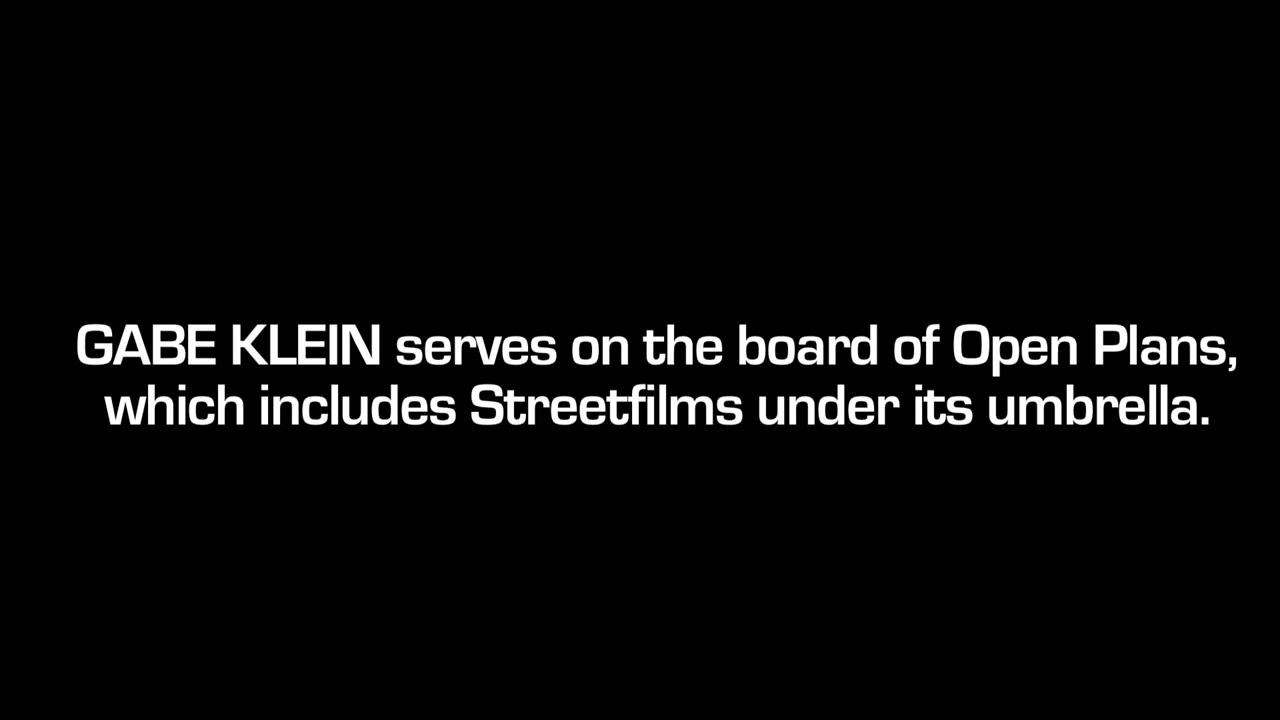 GABE KLEIN serves on the board of Open Plans,
which includes Streetfilms under its umbrella.